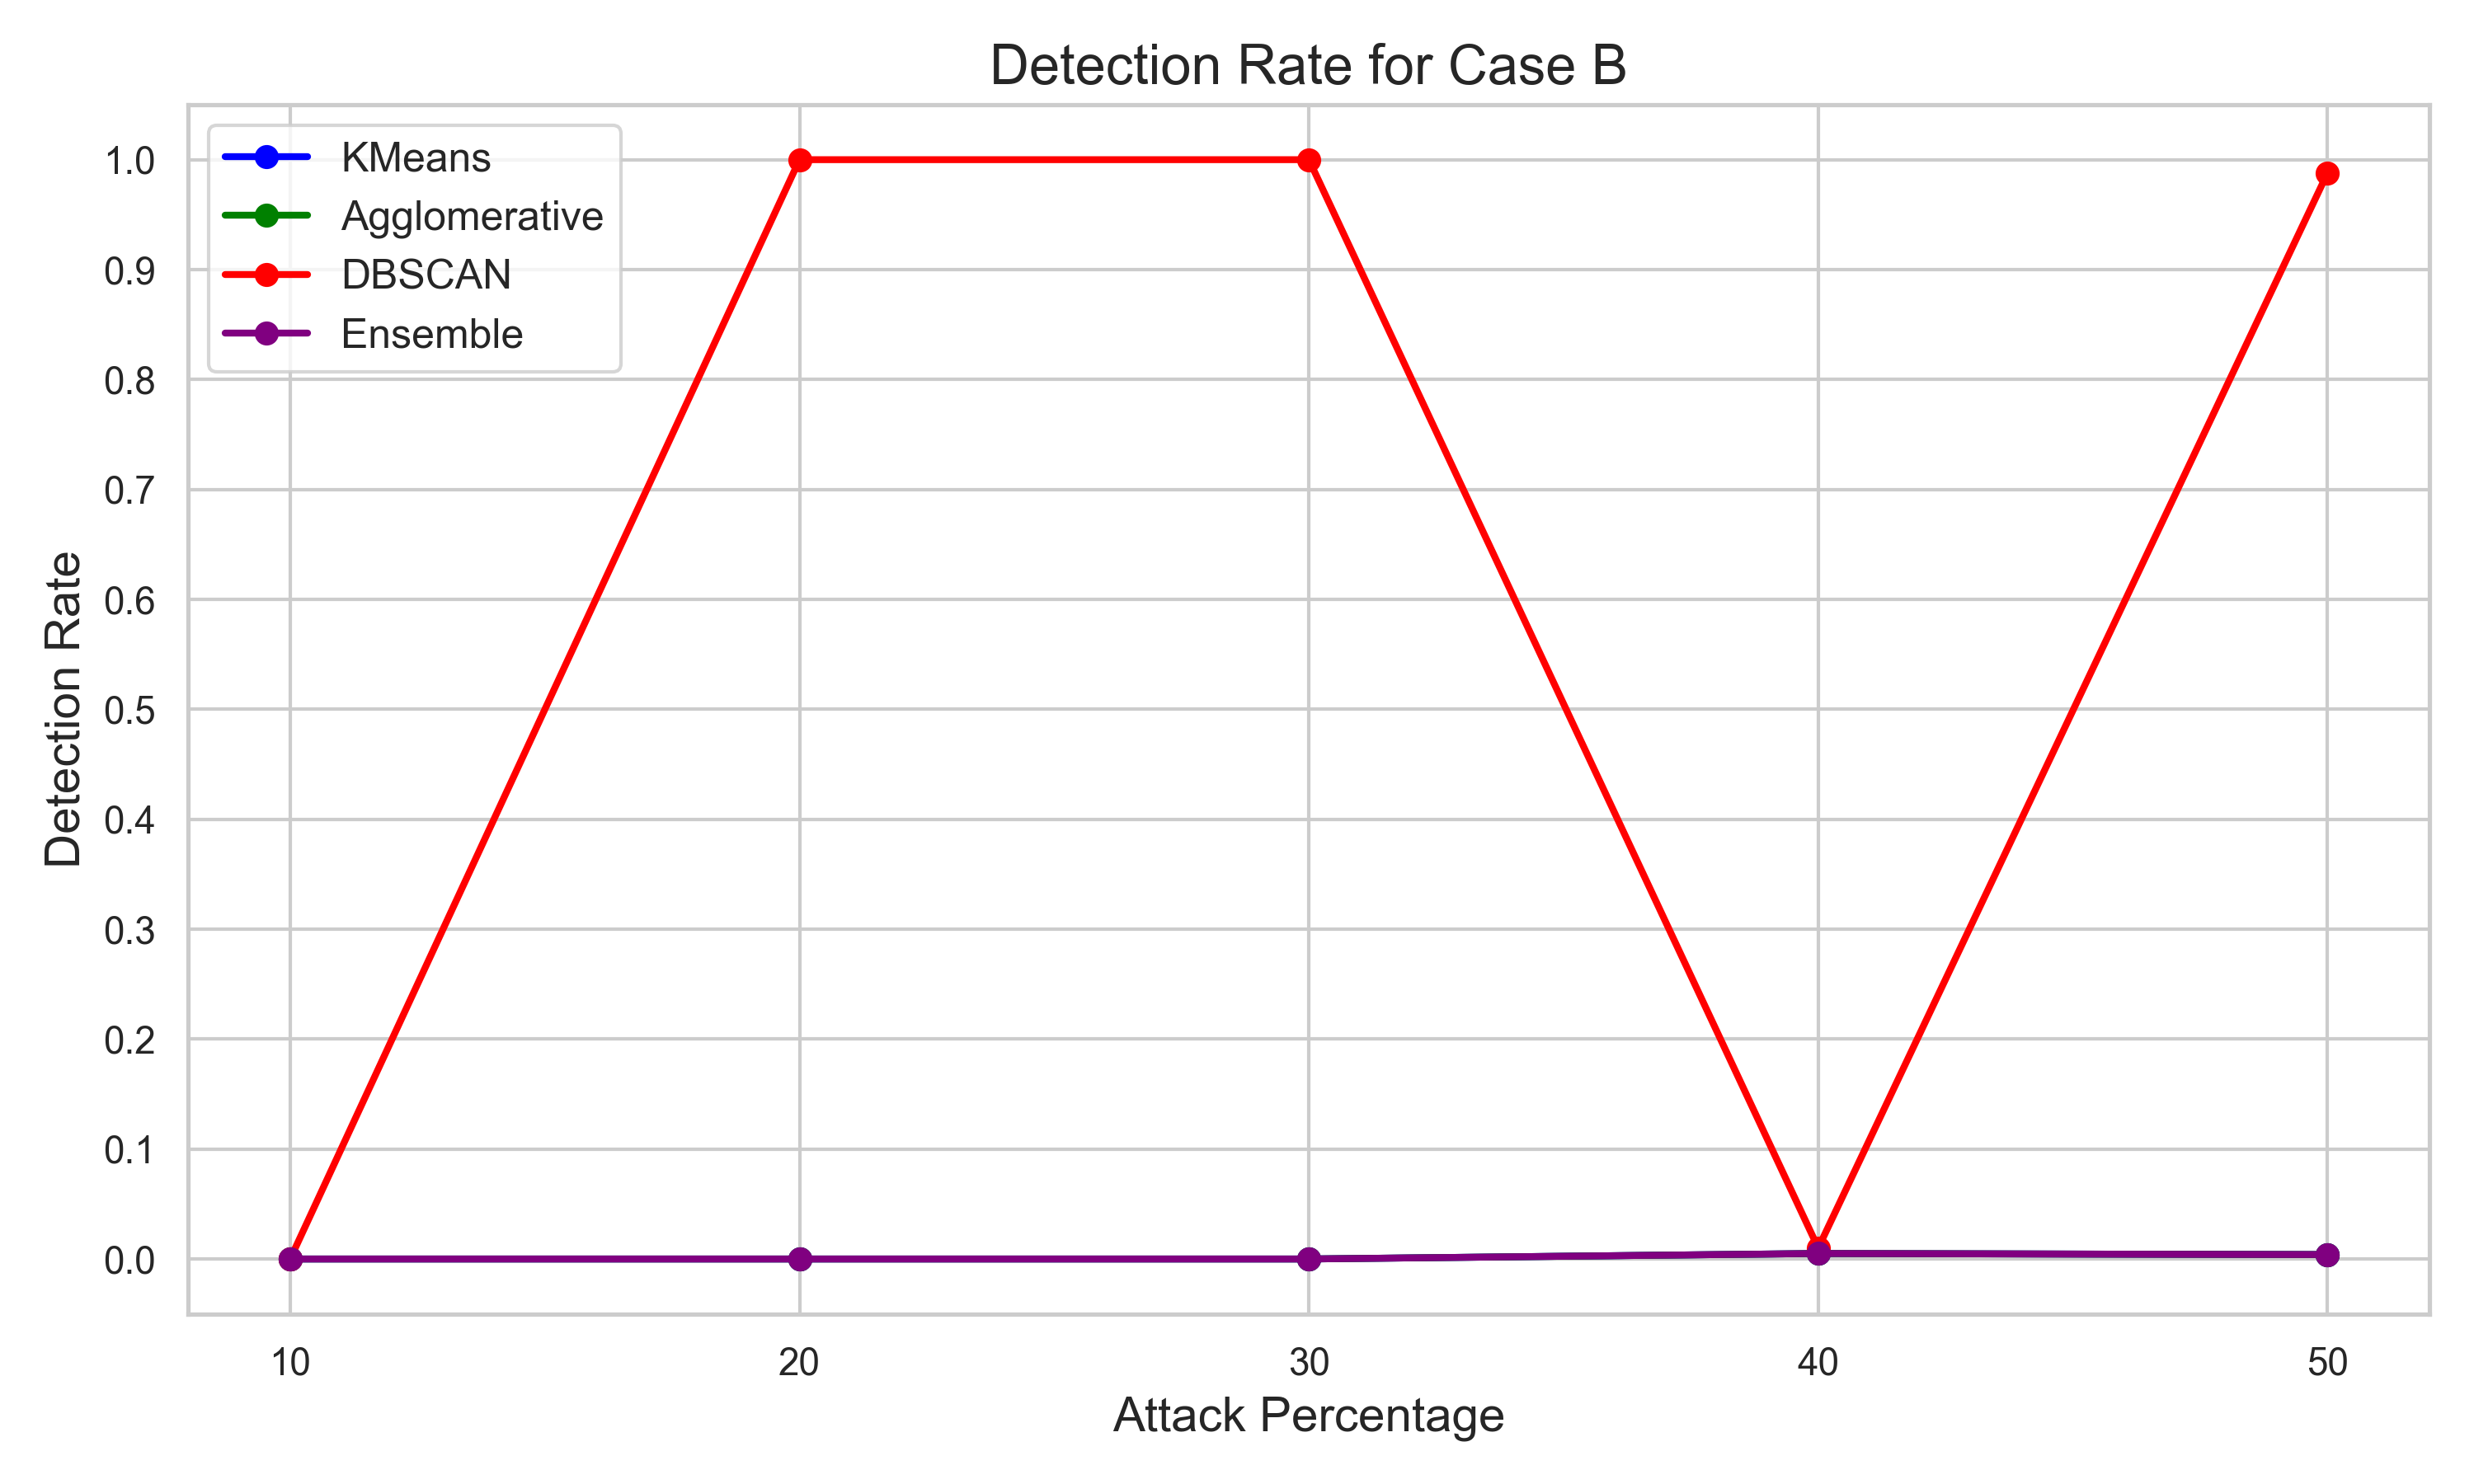 Detection Rate for Case B
KMeans
Agglomerative
DBSCAN
Ensemble
1.0
0.9
0.8
0.7
0.6
0.5
0.4
0.3
0.2
0.1
0.0
Detection Rate
10 20 30 40 50
Attack Percentage